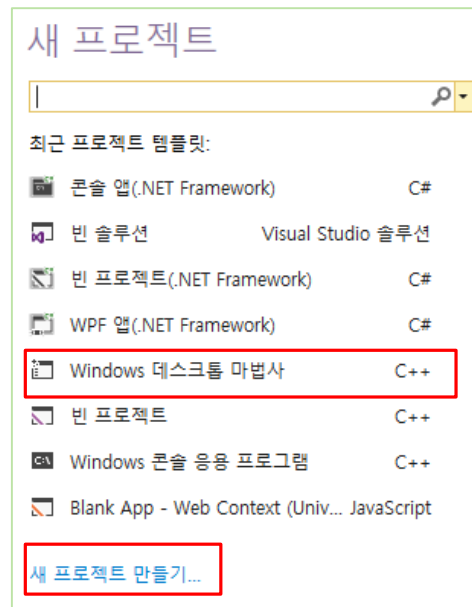 새 프로젝트
최근 프로젝트 템플릿:
콘솔 앱(.NET Framework) C#
빈 솔루션 Visual Studio 솔루션
빈 프로젝트(.NET Framework) C#
WPF 앱(.NET Framework) C#
Windows 데스크톱 마법사 C++
빈 프로젝트 C++
Windows 콘솔 응용 프로그램 C++
Blank App - Web Context (Univ... JavaScript
새 프로젝트 만들기...